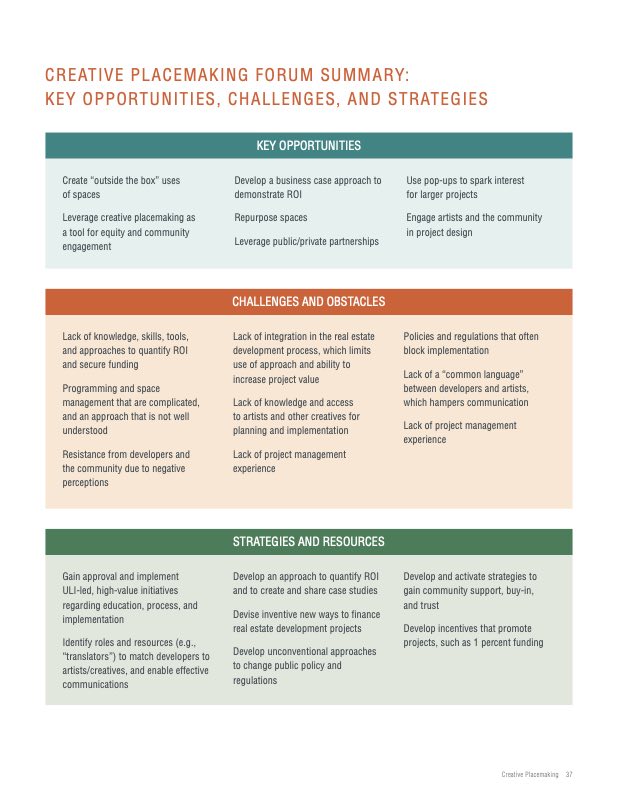 CREATIVE PLACEMAKING FORUM SUMMARY:
KEY OPPORTUNITIES, CHALLENGES, AND STRATEGIES
KEY OPPORTUNITIES
Create “outside the box” uses
of spaces
Leverage creative placemaking as
a tool for equity and community
engagement
Develop a business case approach to
demonstrate ROI
Repurpose spaces
Leverage public/private partnerships
Use pop-ups to spark interest
for larger projects
Engage artists and the community
in project design
CHALLENGES AND OBSTACLES
Lack of knowledge, skills, tools,
and approaches to quantify ROI
and secure funding
Programming and space
management that are complicated,
and an approach that is not well
understood
Resistance from developers and
the community due to negative
perceptions
Lack of integration in the real estate
development process, which limits
use of approach and ability to
increase project value
Lack of knowledge and access
to artists and other creatives for
planning and implementation
Lack of project management
experience
Policies and regulations that often
block implementation
Lack of a “common language”
between developers and artists,
which hampers communication
Lack of project management
experience
STRATEGIES AND RESOURCES
Gain approval and implement
ULI-led, high-value initiatives
regarding education, process, and
implementation
Identify roles and resources (e.g.,
“translators”) to match developers to
artists/creatives, and enable effective
communications
Develop an approach to quantify ROI
and to create and share case studies
Devise inventive new ways to finance
real estate development projects
Develop unconventional approaches
to change public policy and
regulations
Develop and activate strategies to
gain community support, buy-in,
and trust
Develop incentives that promote
projects, such as 1 percent funding
Creative Placemaking 37